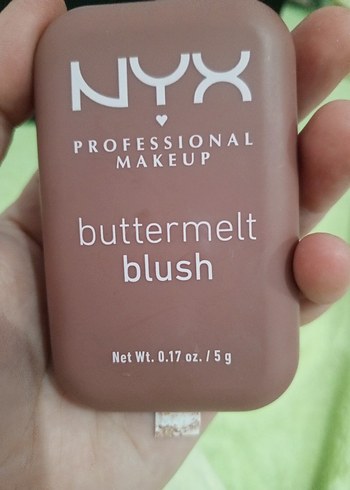 NYX
PROFESSIONAL
MAKEUP
buttermelt
blush
Net Wt. 0.17 oz. / 5 g